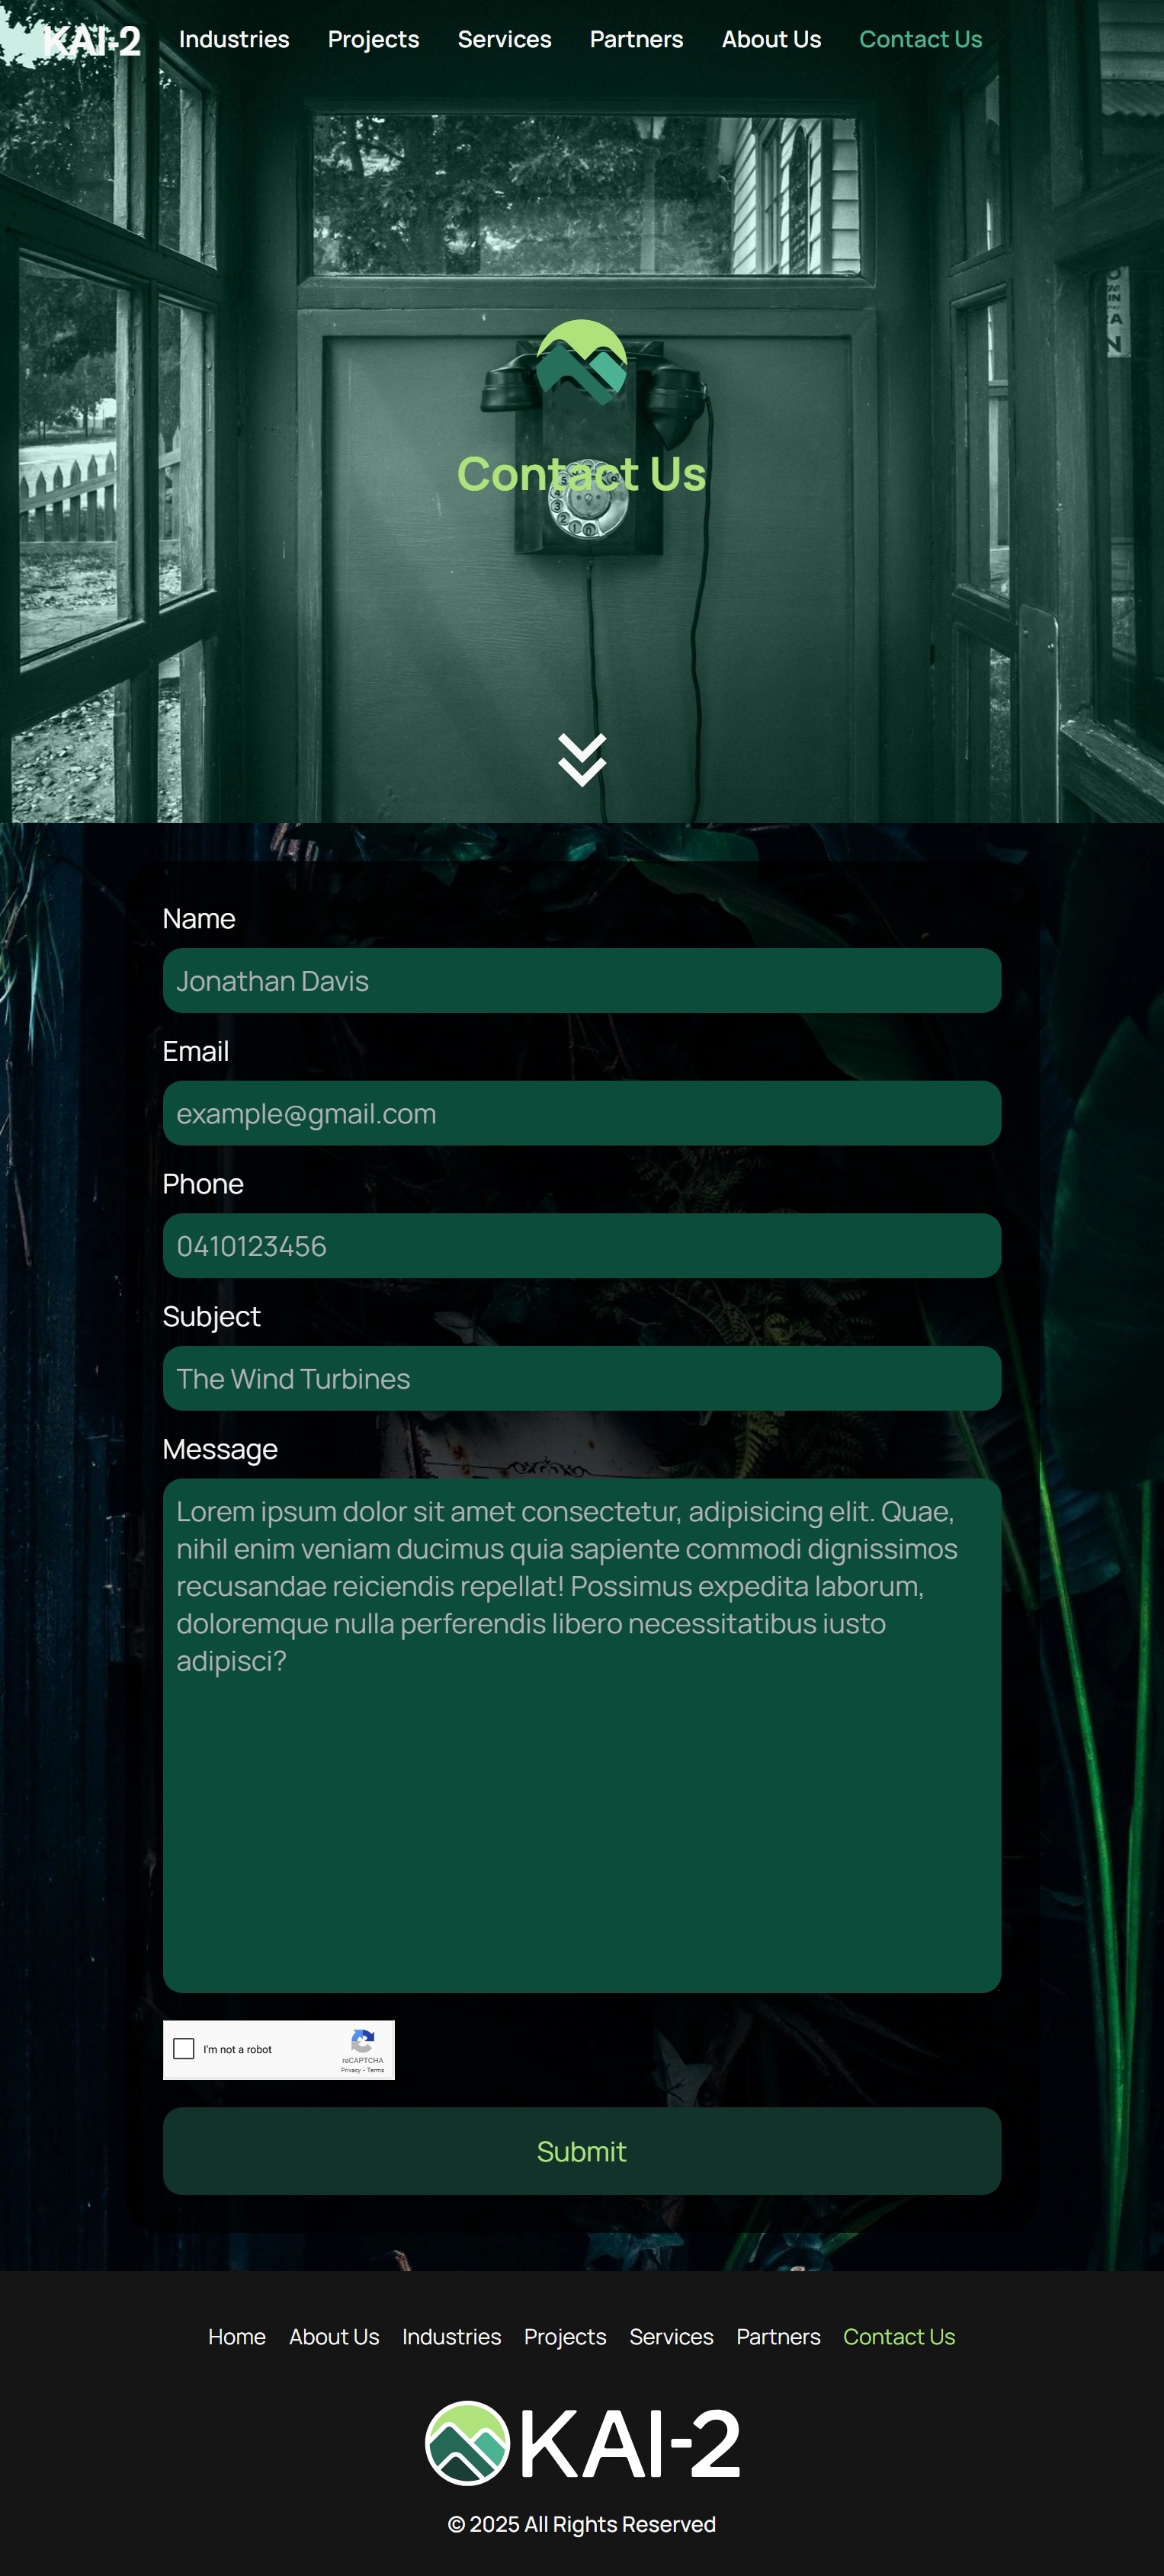 KAI-2 Industries Projects Services Partners About Us Contact Us
Contact Us
Name
Jonathan Davis
Email
example@gmail.com
Phone
0410123456
Subject
The Wind Turbines
Message
Lorem ipsum dolor sit amet consectetur, adipisicing elit. Quae,
nihil enim veniam ducimus quia sapiente commodi dignissimos
recusandae reiciendis repellat! Possimus expedita laborum,
doloremque nulla perferendis libero necessitatibus iusto
adipisci?
I'm not a robot
reCAPTCHA
Privacy - Terms
Submit
Home About Us Industries Projects Services Partners Contact Us
KAI-2
© 2025 All Rights Reserved